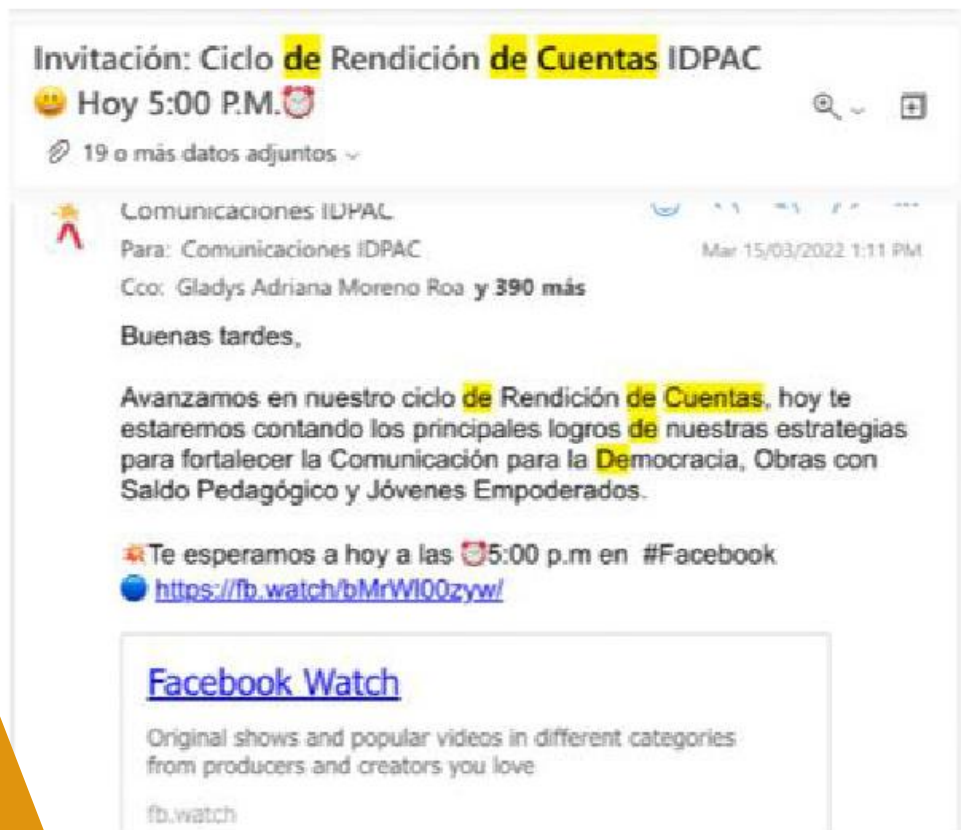 Invitación: Ciclo de Rendición de Cuentas IDPAC
😀 Hoy 5:00 P.M.⏰
19 o más datos adjuntos
Comunicaciones IDPAC
Para: Comunicaciones IDPAC
Mar 15/03/2022 1:11 PM
Cco: Gladys Adriana Moreno Roa y 390 más
Buenas tardes,
Avanzamos en nuestro ciclo de Rendición de Cuentas, hoy te
estaremos contando los principales logros de nuestras estrategias
para fortalecer la Comunicación para la Democracia, Obras con
Saldo Pedagógico y Jóvenes Empoderados.
💥Te esperamos a hoy a las ⏰5:00 p.m en #Facebook
🔵 https://fb.watch/bMrWI00zyw/
Facebook Watch
Original shows and popular videos in different categories
from producers and creators you love
fb.watch